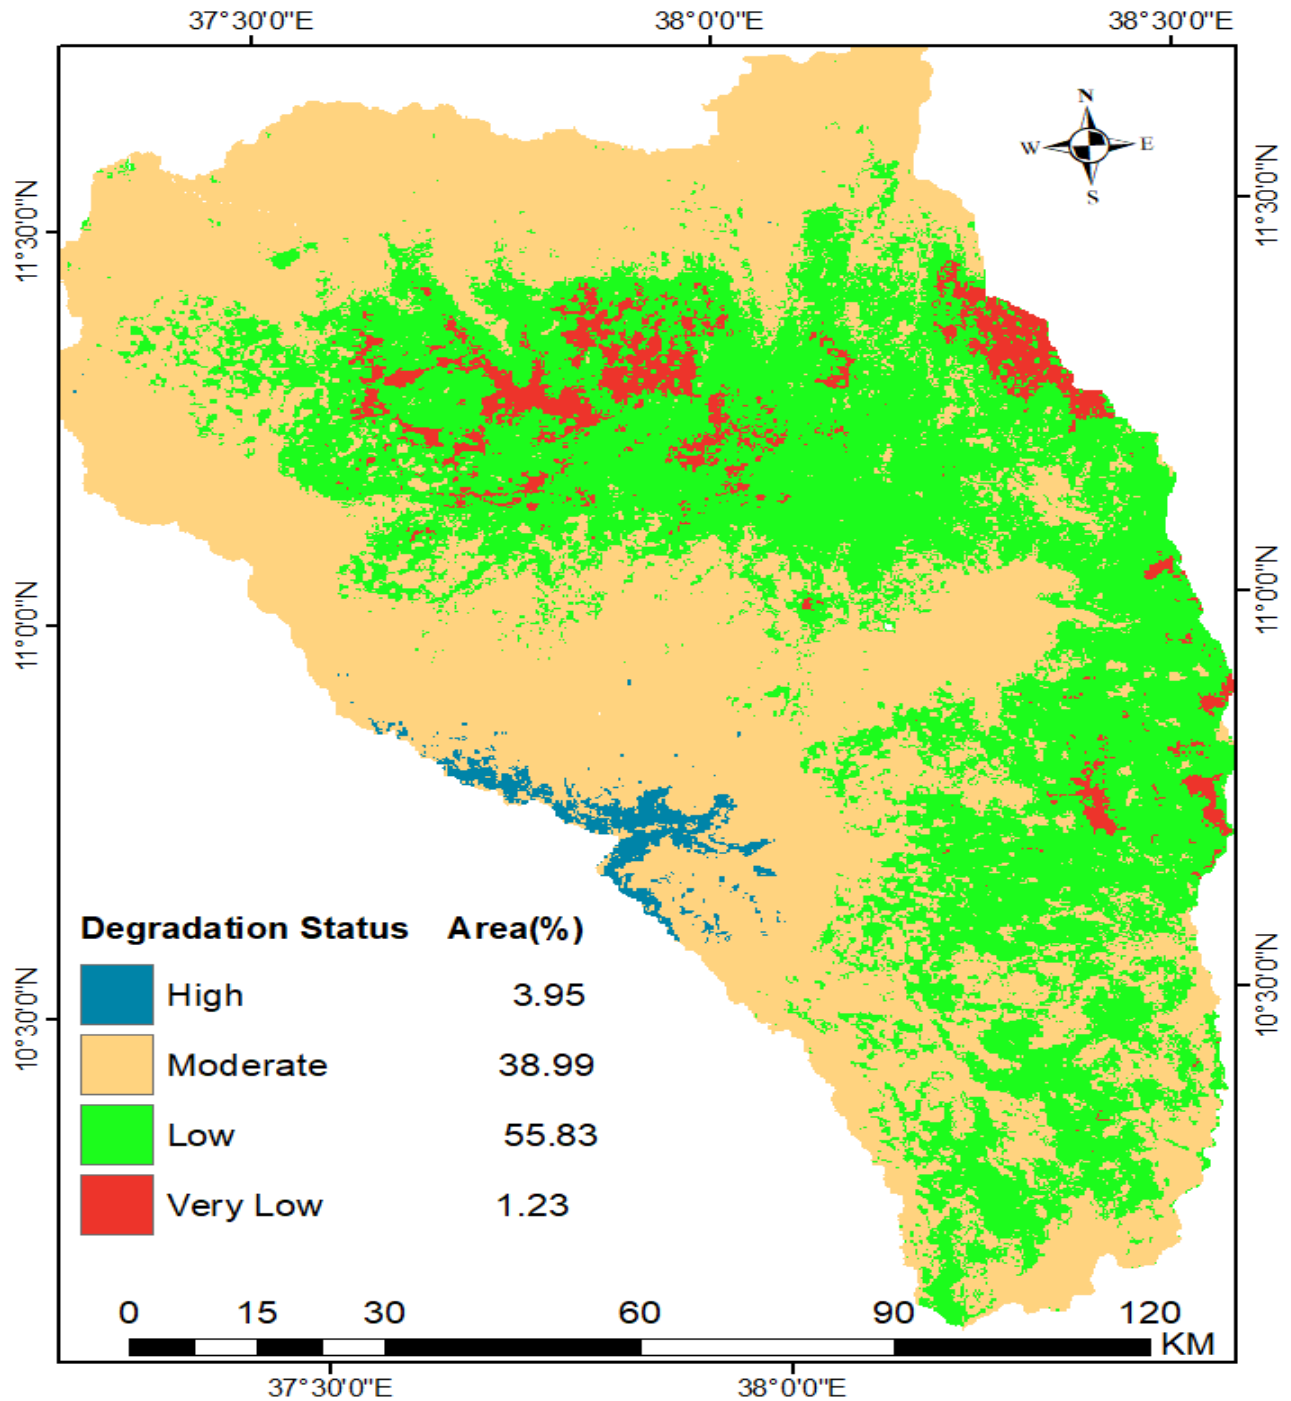 37°30'0"E 38°0'0"E 38°30'0"E
N
W E
S
11°30'0"N
11°30'0"N
11°0'0"N
11°0'0"N
Degradation Status Area(%)
High 3.95
Moderate 38.99
Low 55.83
Very Low 1.23
10°30'0"N
10°30'0"N
0 15 30 60 90 120
KM
37°30'0"E 38°0'0"E